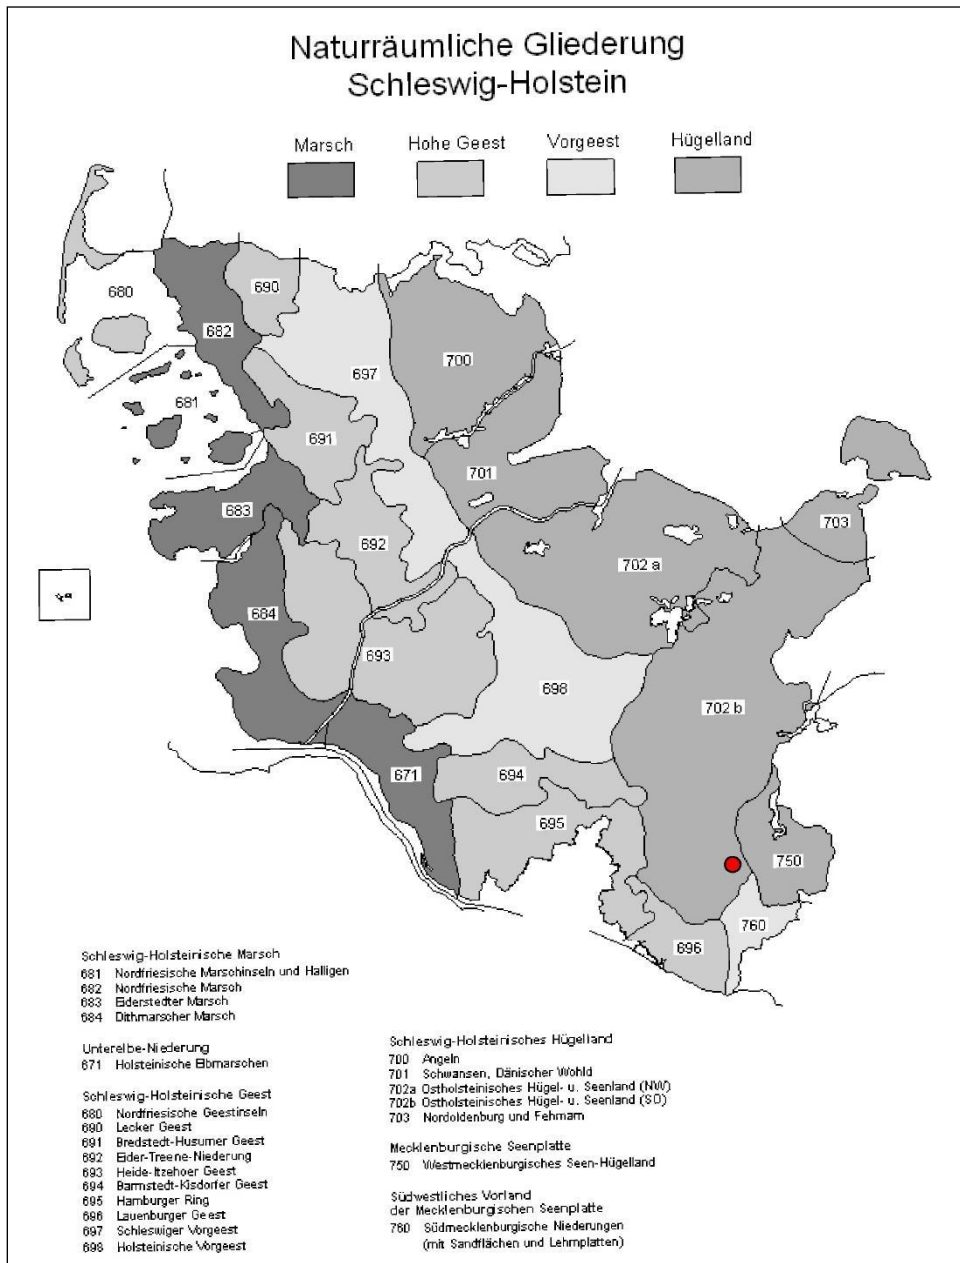 Naturräumliche Gliederung
Schleswig-Holstein
Marsch
Hohe Geest
Vorgeest
Hügelland
680
682
690
697
700
681
691
701
683
692
702 a
703
684
693
698
702 b
671
694
695
750
760
696
Schleswig-Holsteinische Marsch
681 Nordfriesische Marschinseln und Halligen
682 Nordfriesische Marsch
683 Eiderstedter Marsch
684 Dithmarscher Marsch
Unterelbe-Niederung
671 Holsteinische Elbmarschen
Schleswig-Holsteinische Geest
680 Nordfriesische Geestinseln
690 Lecker Geest
691 Bredstedt-Husumer Geest
692 Eider-Treene-Niederung
693 Heide-Itzehoer Geest
694 Barmstedt-Kisdorfer Geest
695 Hamburger Ring
696 Lauenburger Geest
697 Schleswiger Vorgeest
698 Holsteinische Vorgeest
Schleswig-Holsteinisches Hügelland
700 Angeln
701 Schwansen, Dänischer Wohld
702a Ostholsteinisches Hügel- u. Seenland (NW)
702b Ostholsteinisches Hügel- u. Seenland (SO)
703 Nordoldenburg und Fehmarn
Mecklenburgische Seenplatte
750 Westmecklenburgisches Seen-Hügelland
Südwestliches Vorland
der Mecklenburgischen Seenplatte
760 Südmecklenburgische Niederungen
(mit Sandflächen und Lehmplatten)